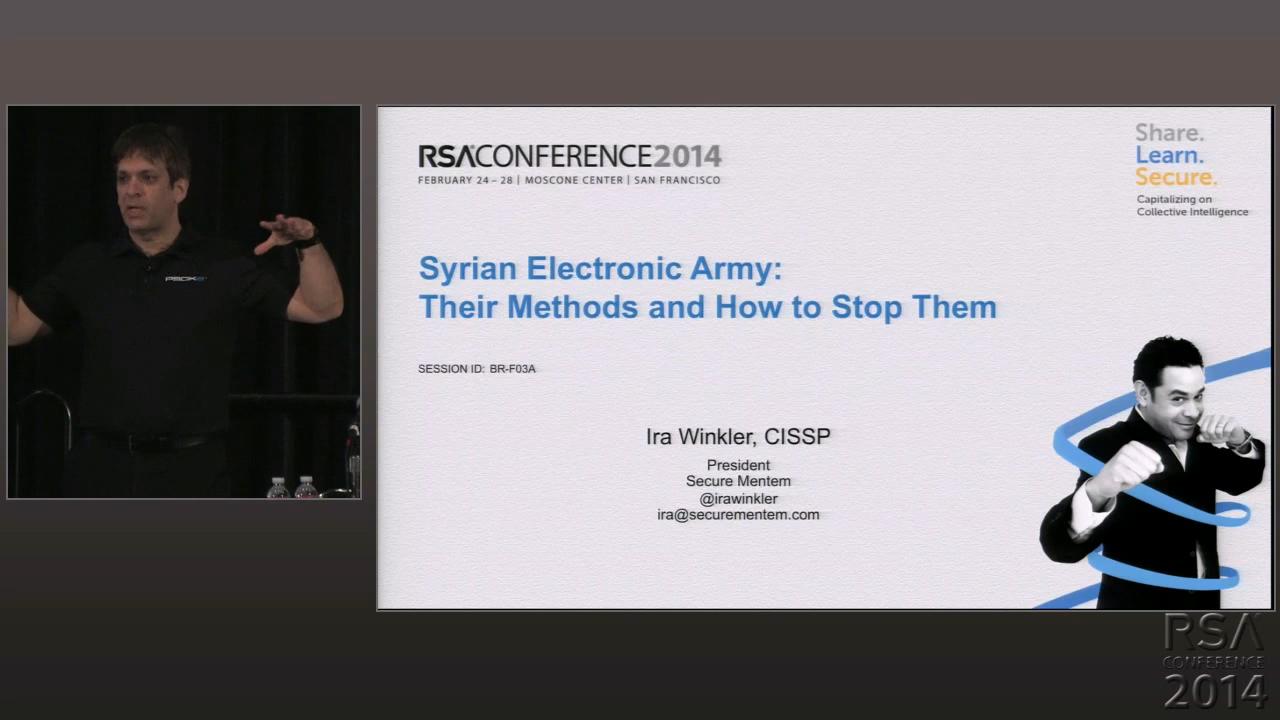 RSACONFERENCE2014
FEBRUARY 24 – 28 | MOSCONE CENTER | SAN FRANCISCO
Share.
Learn.
Secure.
Capitalizing on
Collective Intelligence
Syrian Electronic Army:
Their Methods and How to Stop Them
SESSION ID: BR-F03A
Ira Winkler, CISSP
President
Secure Mentem
@irawinkler
ira@securementem.com
RSA
CONFERENCE
2014